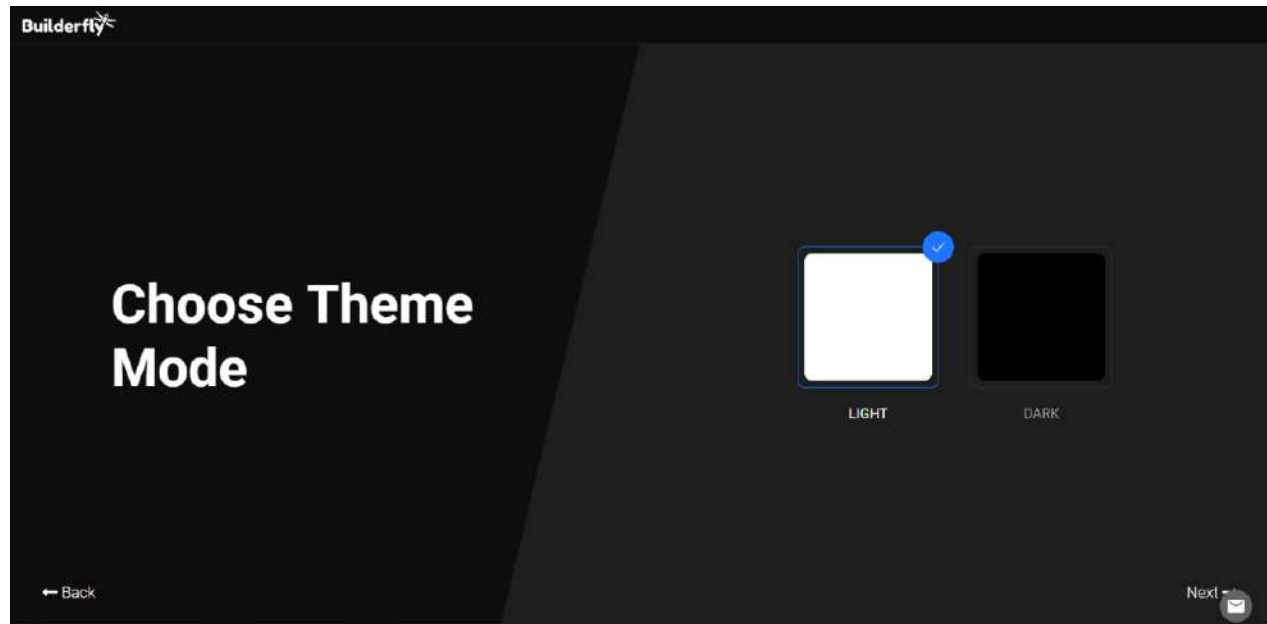 Builderfly
Choose Theme
Mode
LIGHT
DARK
Back
Next